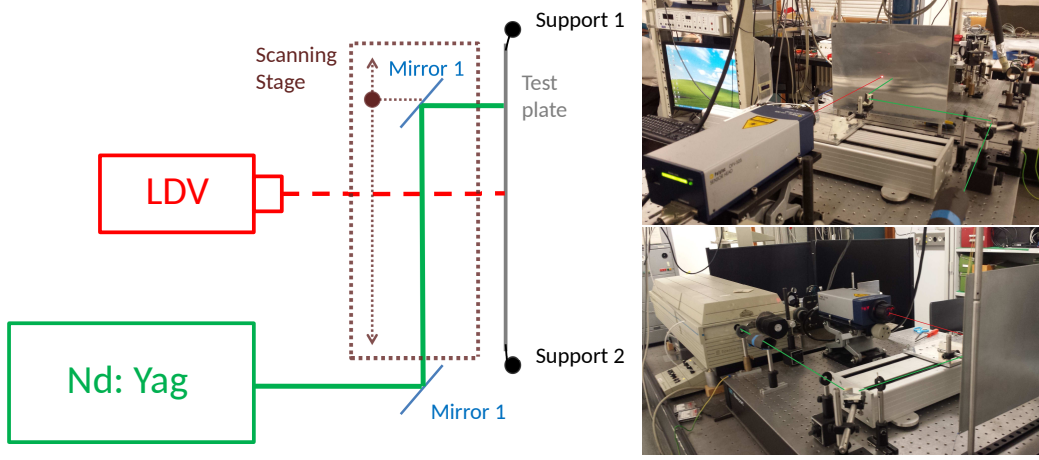 Support 1
Scanning
Stage
Mirror 1
Test
plate
LDV
Support 2
Nd: Yag
Mirror 1